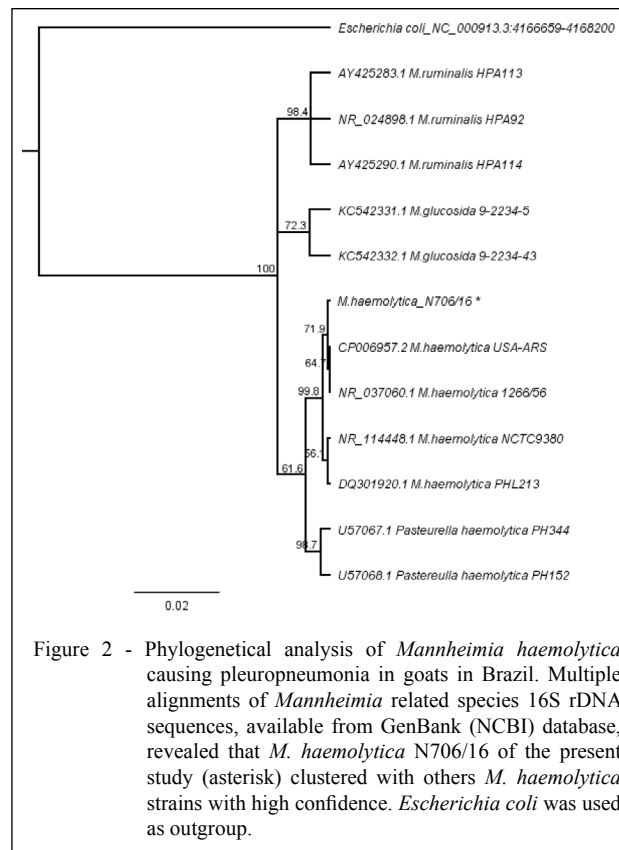 Escherichia coli_NC_000913.3:4166659-4168200
AY425283.1 M.ruminalis HPA113
98.4
NR_024898.1 M.ruminalis HPA92
AY425290.1 M.ruminalis HPA114
KC542331.1 M.glucosida 9-2234-5
72.3
KC542332.1 M.glucosida 9-2234-43
100
M.haemolytica_N706/16 *
71.9
CP006957.2 M.haemolytica USA-ARS
64.7
NR_037060.1 M.haemolytica 1266/56
99.8
NR_114448.1 M.haemolytica NCTC9380
56.1
61.6
DQ301920.1 M.haemolytica PHL213
U57067.1 Pasteurella haemolytica PH344
98.7
U57068.1 Pastereulla haemolytica PH152
0.02
Figure 2 - Phylogenetical analysis of Mannheimia haemolytica
causing pleuropneumonia in goats in Brazil. Multiple
alignments of Mannheimia related species 16S rDNA
sequences, available from GenBank (NCBI) database,
revealed that M. haemolytica N706/16 of the present
study (asterisk) clustered with others M. haemolytica
strains with high confidence. Escherichia coli was used
as outgroup.